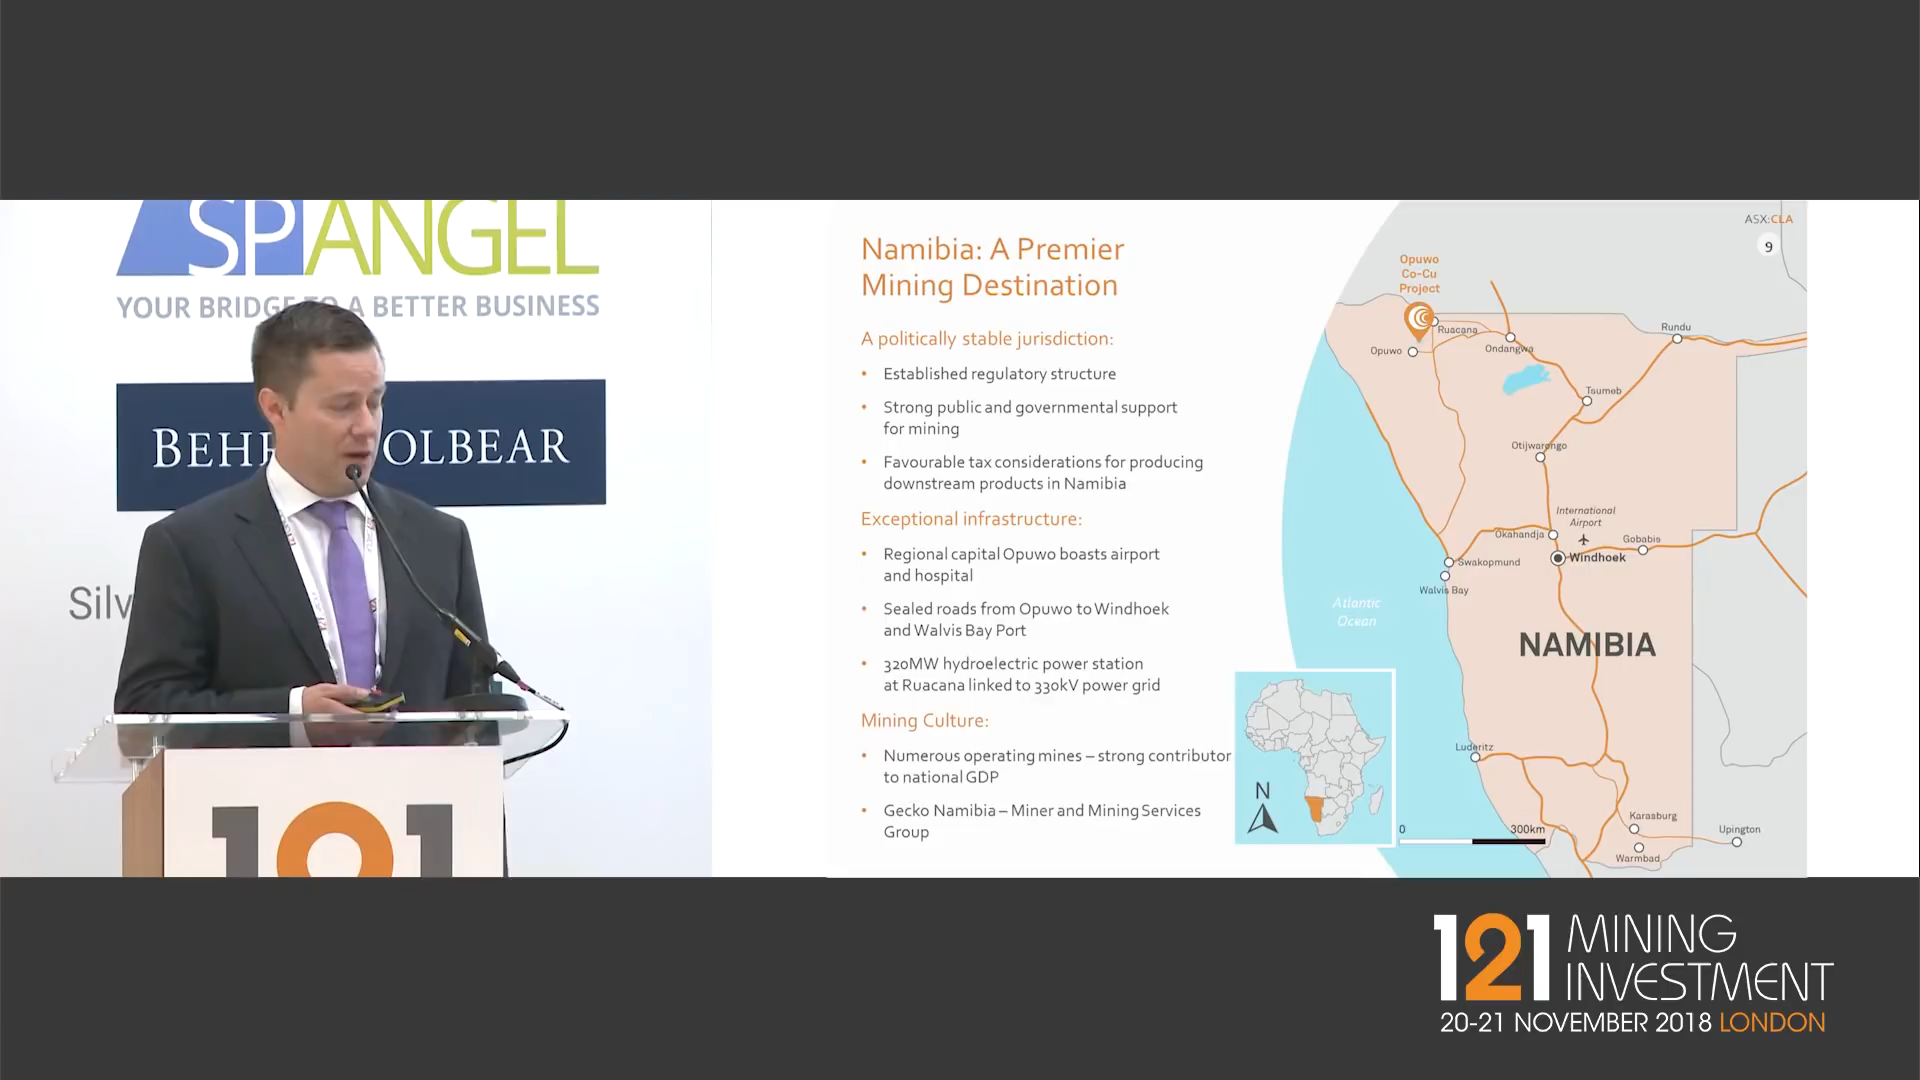 SPANGEL
YOUR BRIDGE TO A BETTER BUSINESS
BEH OLBEAR
Silv
121
ASX:CLA
9
Namibia: A Premier
Mining Destination
A politically stable jurisdiction:
• Established regulatory structure
• Strong public and governmental support
for mining
• Favourable tax considerations for producing
downstream products in Namibia
Exceptional infrastructure:
• Regional capital Opuwo boasts airport
and hospital
• Sealed roads from Opuwo to Windhoek
and Walvis Bay Port
• 320MW hydroelectric power station
at Ruacana linked to 330kV power grid
Mining Culture:
• Numerous operating mines – strong contributor
to national GDP
• Gecko Namibia – Miner and Mining Services
Group
Opuwo
Co-Cu
Project
Ruacana
Opuwo
Ondangwa
Rundu
Tsumeb
Otijwarongo
International
Airport
Okahandja
Gobabis
Windhoek
Swakopmund
Walvis Bay
Atlantic
Ocean
NAMIBIA
Luderitz
N
0
300km
Karasburg
Upington
Warmbad
121 MINING
INVESTMENT
20-21 NOVEMBER 2018 LONDON